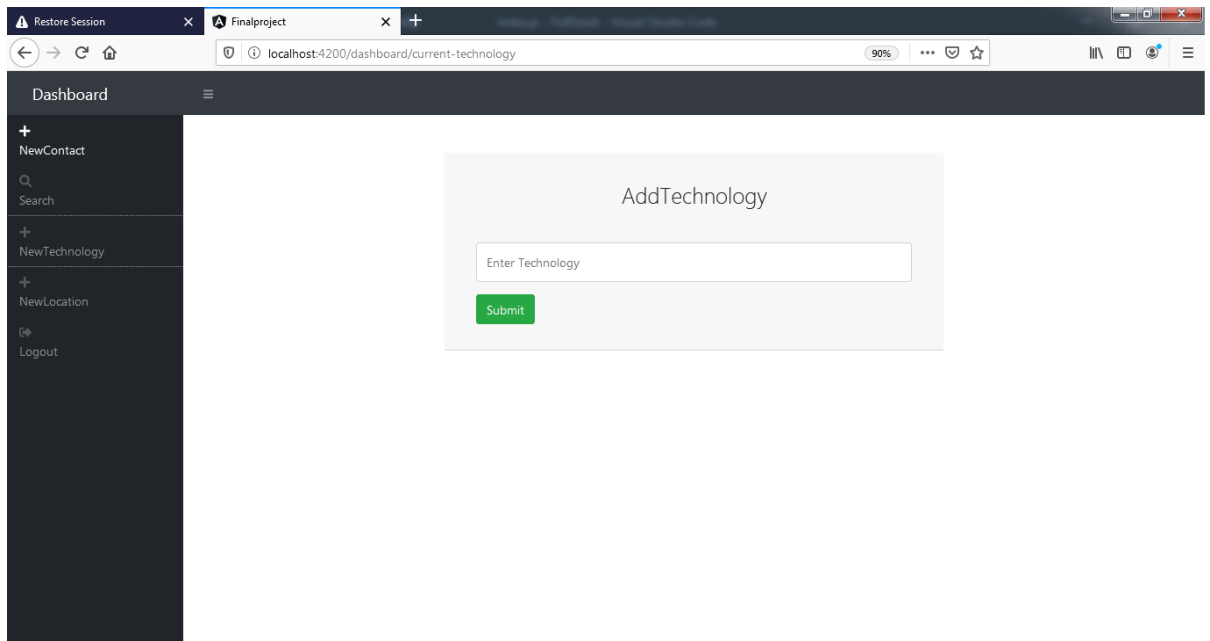 Restore Session
Finalproject
localhost:4200/dashboard/current-technology
90%
Dashboard
NewContact
Search
NewTechnology
NewLocation
Logout
AddTechnology
Enter Technology
Submit